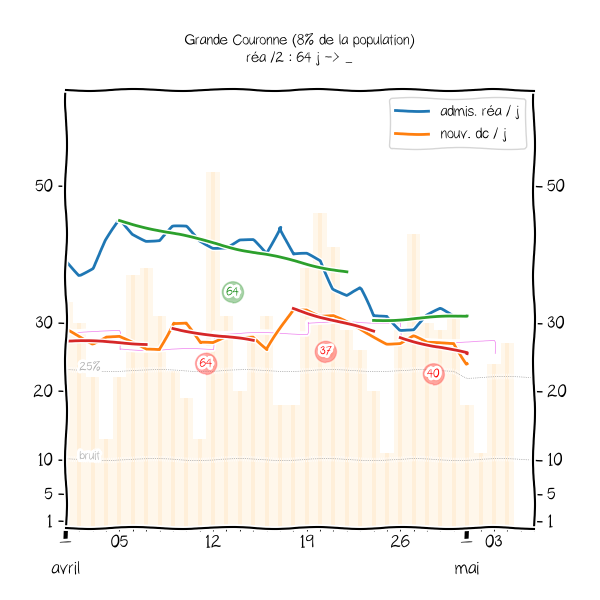 Grande Couronne (8% de la population)
réa /2 : 64 j -> _
admis. réa / j
nouv. dc / j
50
50
64
30
30
37
64
25%
40
20
20
bruit
10
10
5
5
1
1
_ 05 12 19 26 _ 03
avril mai